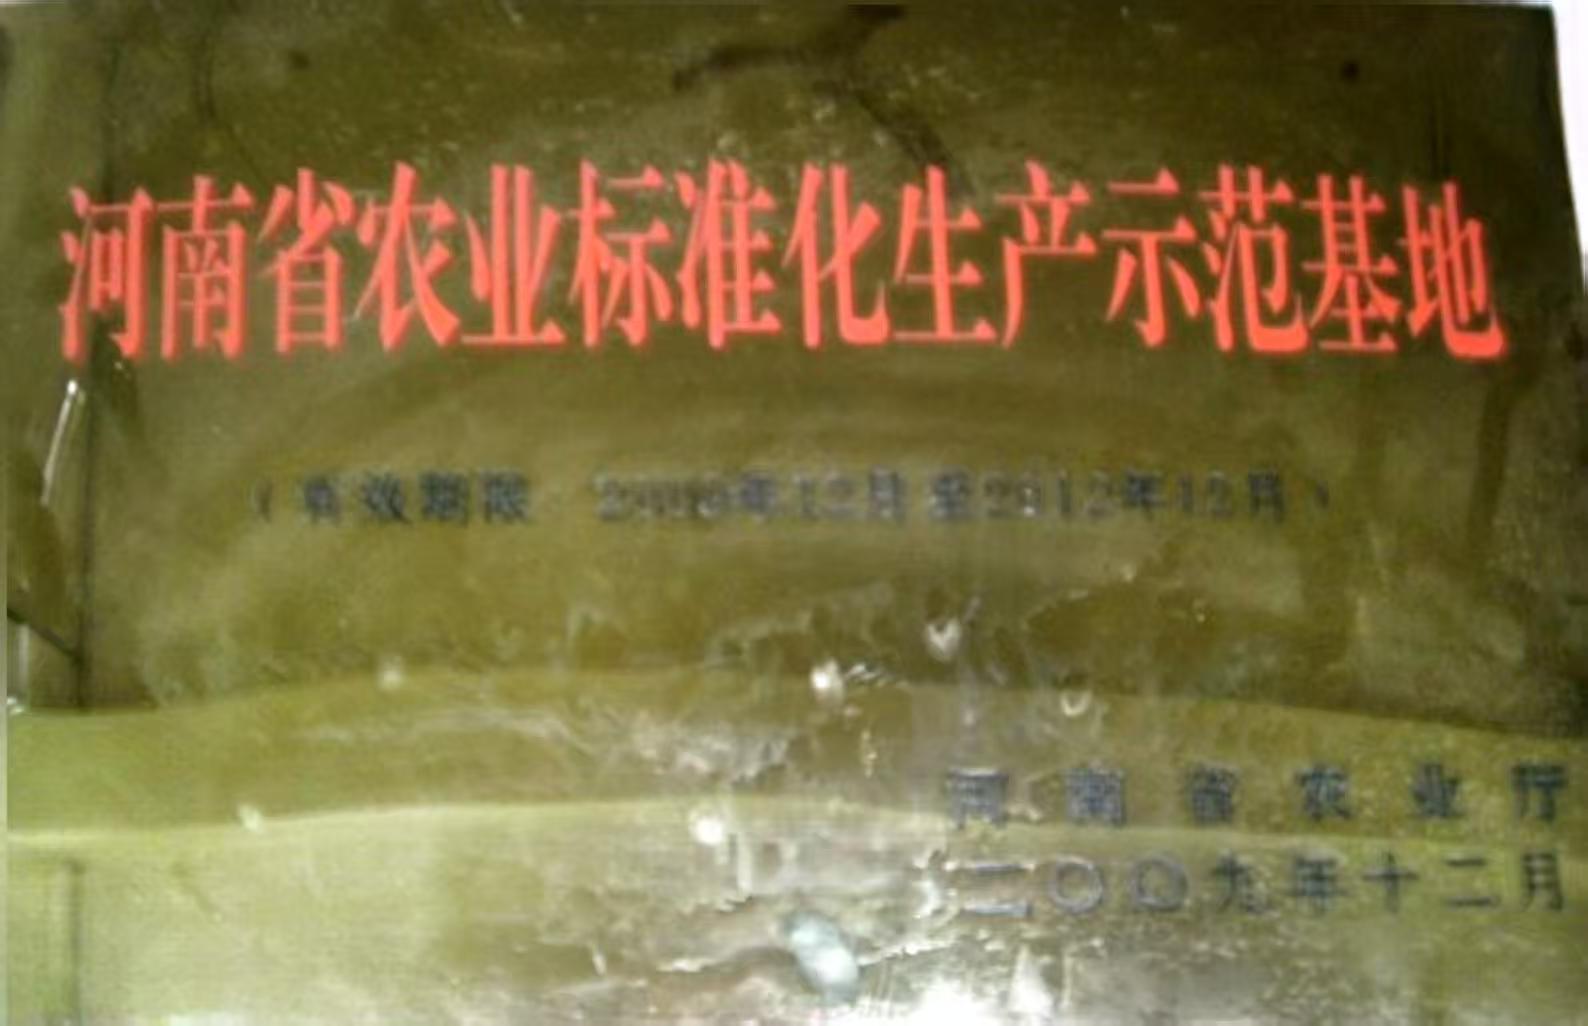 河南省农业标准化生产示范基地
(有效期限 2009年12月至2012年12月)
河南省农业厅
二〇〇九年十二月